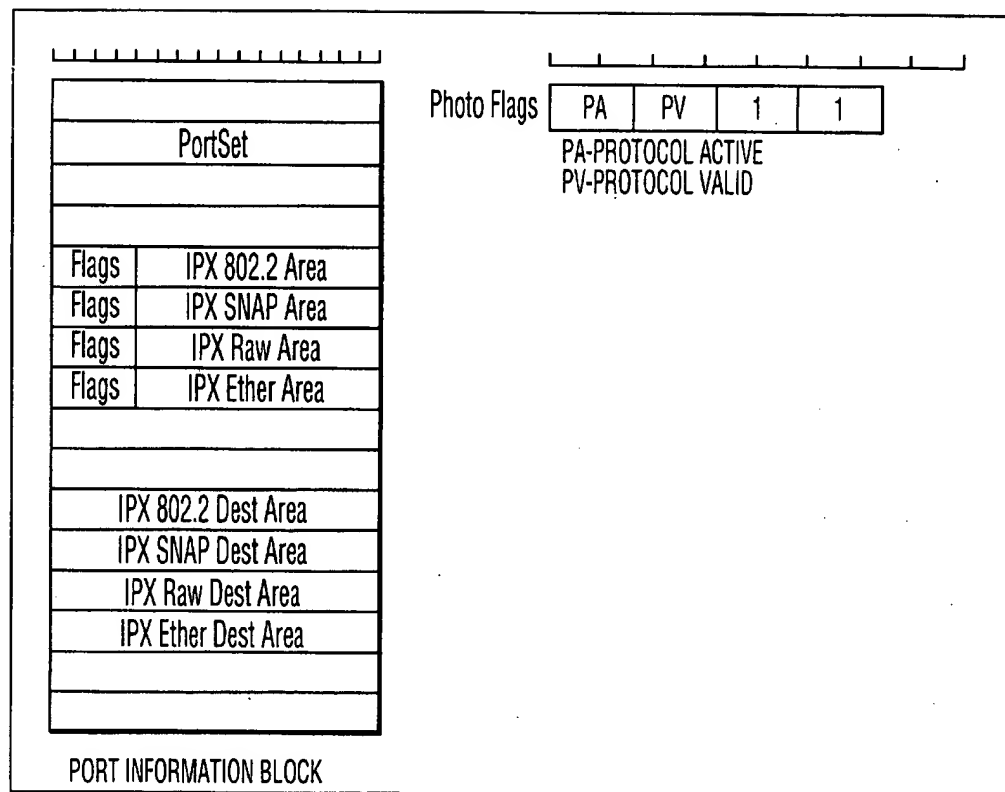 PortSet
Flags IPX 802.2 Area
Flags IPX SNAP Area
Flags IPX Raw Area
Flags IPX Ether Area
IPX 802.2 Dest Area
IPX SNAP Dest Area
IPX Raw Dest Area
IPX Ether Dest Area
PORT INFORMATION BLOCK
Photo Flags PA PV 1 1
PA-PROTOCOL ACTIVE
PV-PROTOCOL VALID